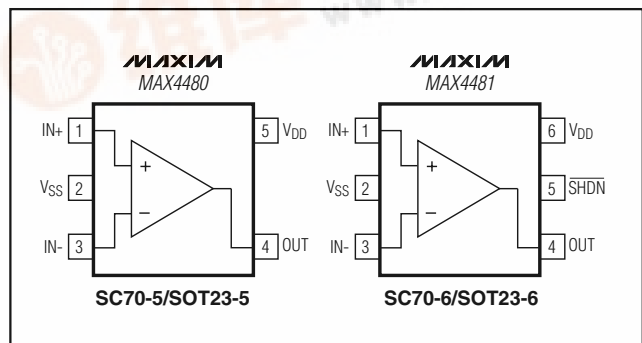 MAXIM
MAX4480
IN+ 1
5 VDD
VSS 2
IN- 3
4 OUT
+
−
SC70-5/SOT23-5
MAXIM
MAX4481
IN+ 1
6 VDD
VSS 2
5 SHDN
IN- 3
4 OUT
+
−
SC70-6/SOT23-6